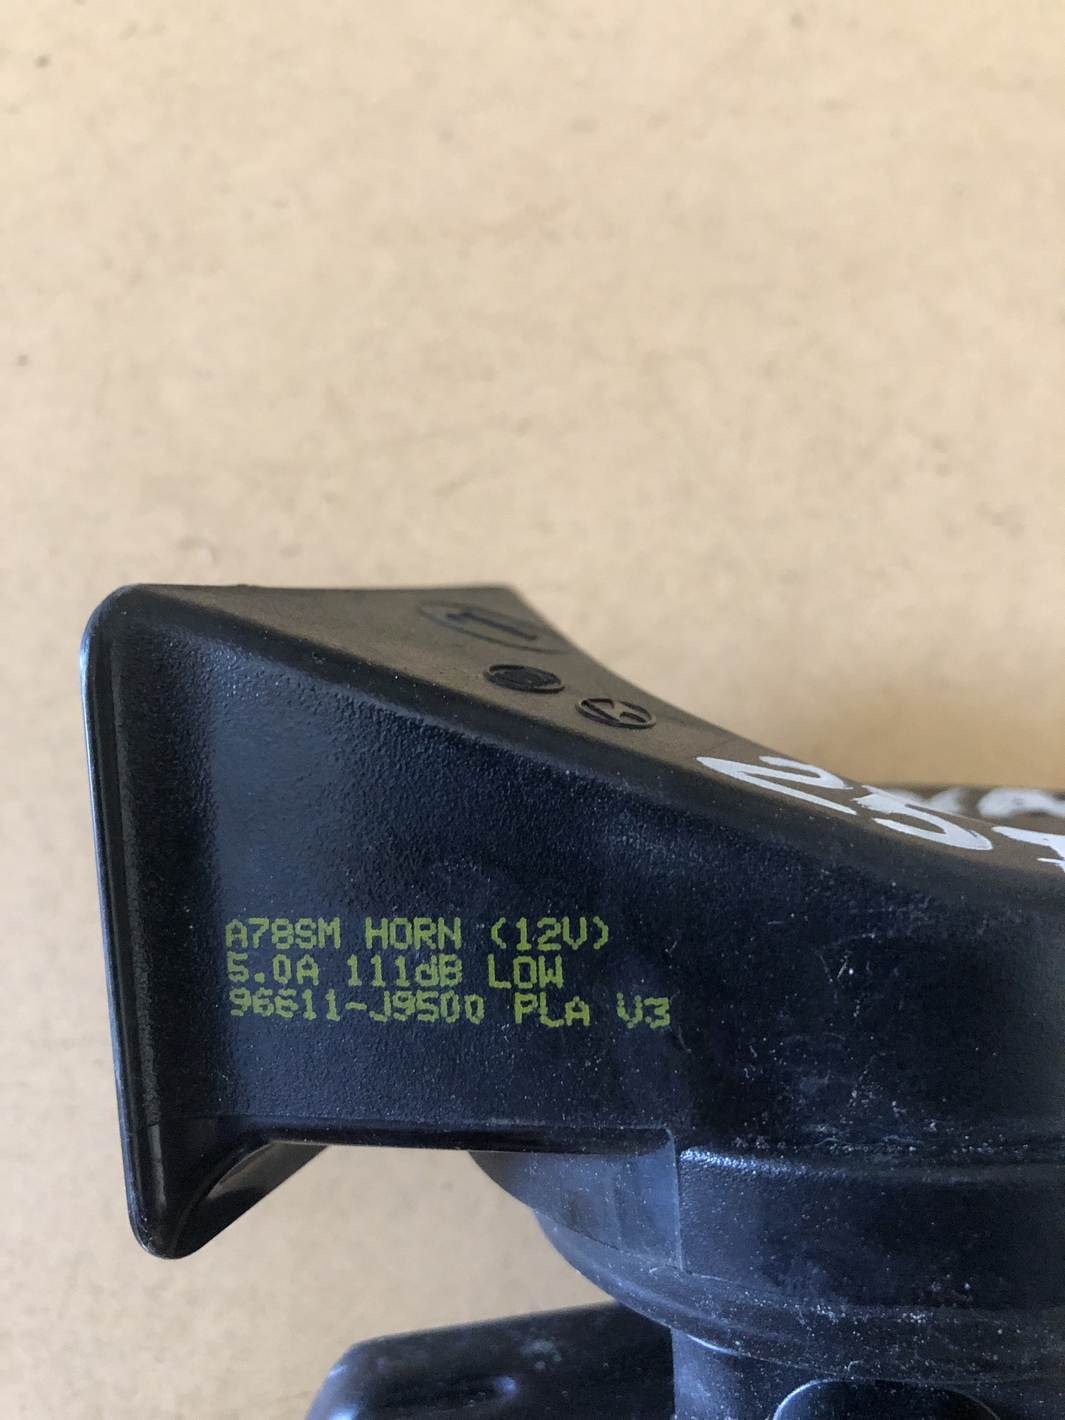 A78SM HORN (12V)
5.0A 111dB LOW
96611-J9500 PLA V3